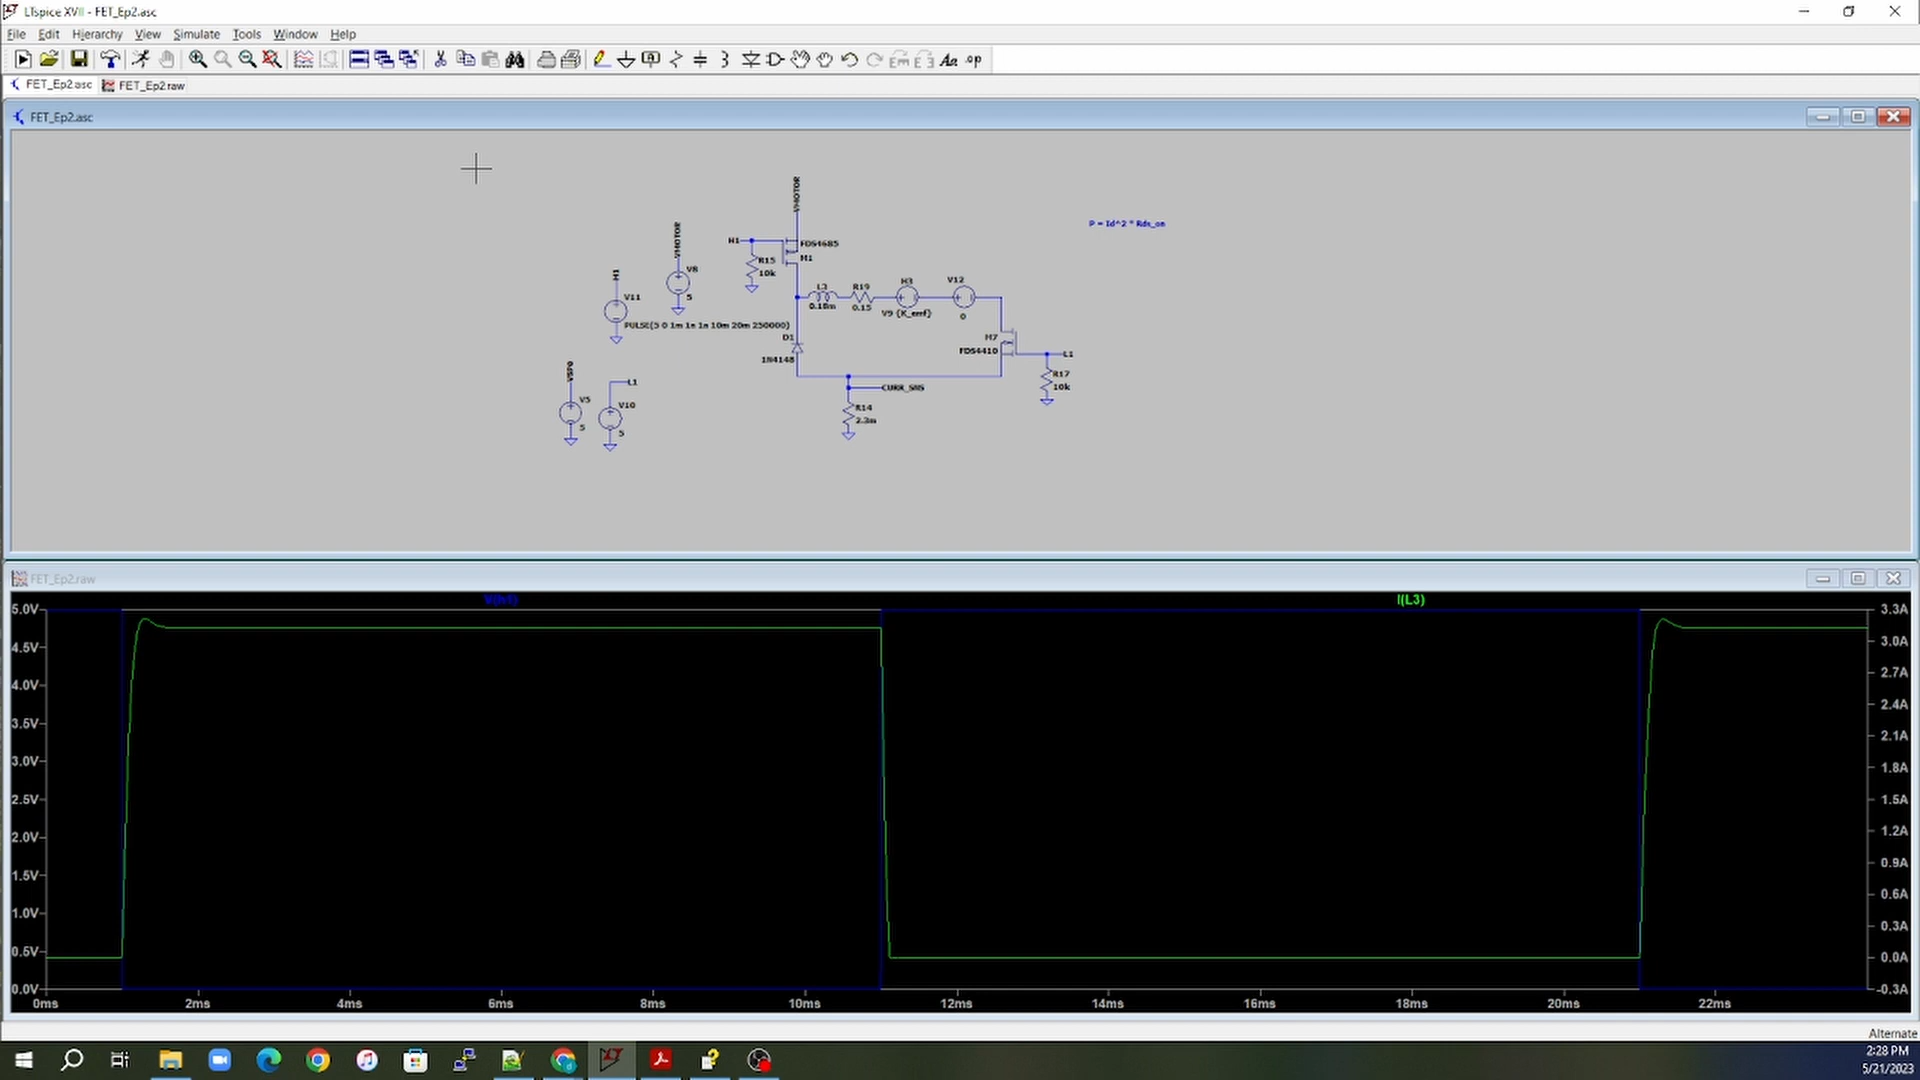 LTspice XVII - FET_Ep2.asc
File Edit Hierarchy View Simulate Tools Window Help
FET_Ep2.asc FET_Ep2.raw
FET_Ep2.asc
VMOTOR
P = Id^2 * Rds_on
VMOTOR
H1
FDS4685
R15
M1
10k
H1
V8
5
V11
L3
R19
H3
V12
0.18m
0.15
V9 {K_emf}
0
PULSE(5 0 1m 1n 1n 10m 20m 250000)
D1
1N4148
M7
FDS4410
L1
R17
10k
L1
CURR_SNS
V5
5
V10
5
R14
2.3m
FET_Ep2.raw
V(h1) I(L3)
5.0V 3.3A
4.5V 3.0A
4.0V 2.7A
3.5V 2.4A
3.0V 2.1A
2.5V 1.8A
2.0V 1.5A
1.5V 1.2A
1.0V 0.9A
0.5V 0.6A
0.0V 0.3A
0.0A
-0.3A
0ms 2ms 4ms 6ms 8ms 10ms 12ms 14ms 16ms 18ms 20ms 22ms
Alternate
2:28 PM
5/21/2023